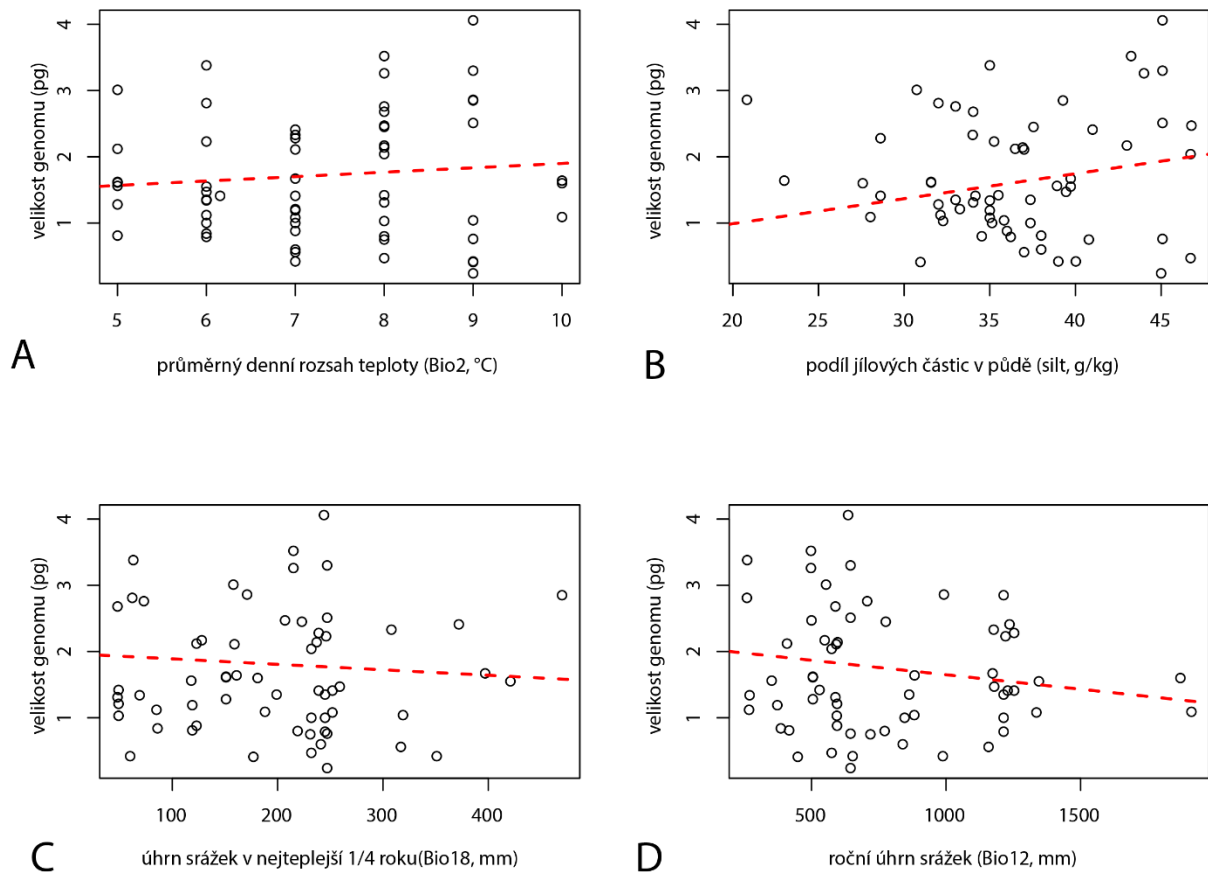 velikost genomu (pg)
4
3
2
1
5 6 7 8 9 10
A
průměrný denní rozsah teploty (Bio2, °C)
velikost genomu (pg)
4
3
2
1
20 25 30 35 40 45
B
podíl jílových částic v půdě (silt, g/kg)
velikost genomu (pg)
4
3
2
1
100 200 300 400
C
úhrn srážek v nejteplejší 1/4 roku(Bio18, mm)
velikost genomu (pg)
4
3
2
1
500 1000 1500
D
roční úhrn srážek (Bio12, mm)